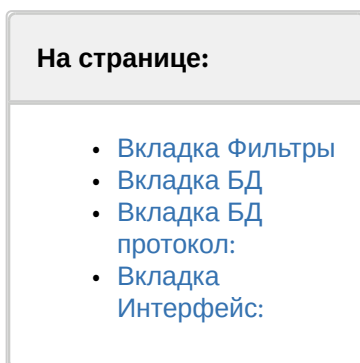 На странице:
• Вкладка Фильтры
• Вкладка БД
• Вкладка БД
протокол:
• Вкладка
Интерфейс: